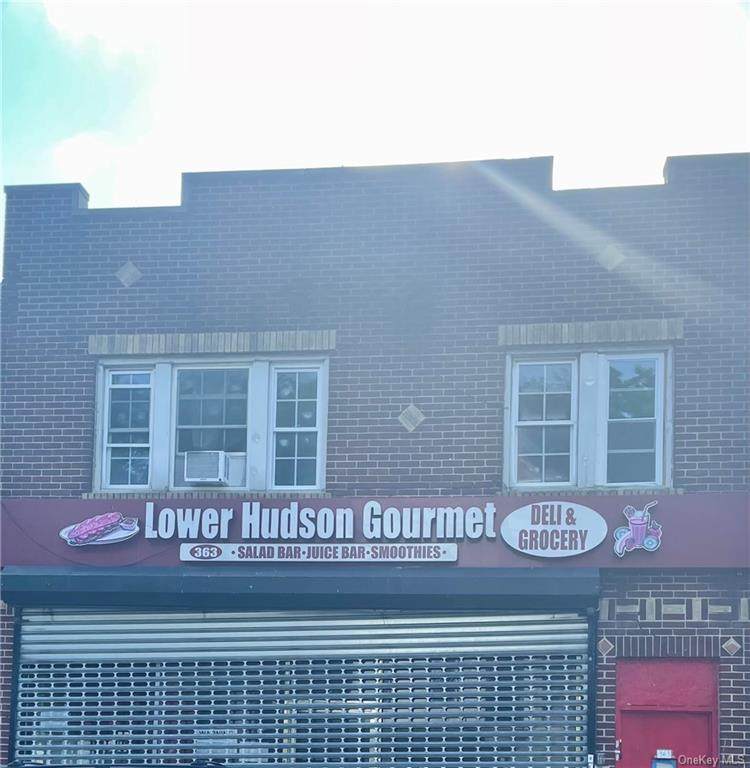 Lower Hudson Gourmet
DELI &
GROCERY
363 • SALAD BAR•JUICE BAR•SMOOTHIES•
OneKey MLS